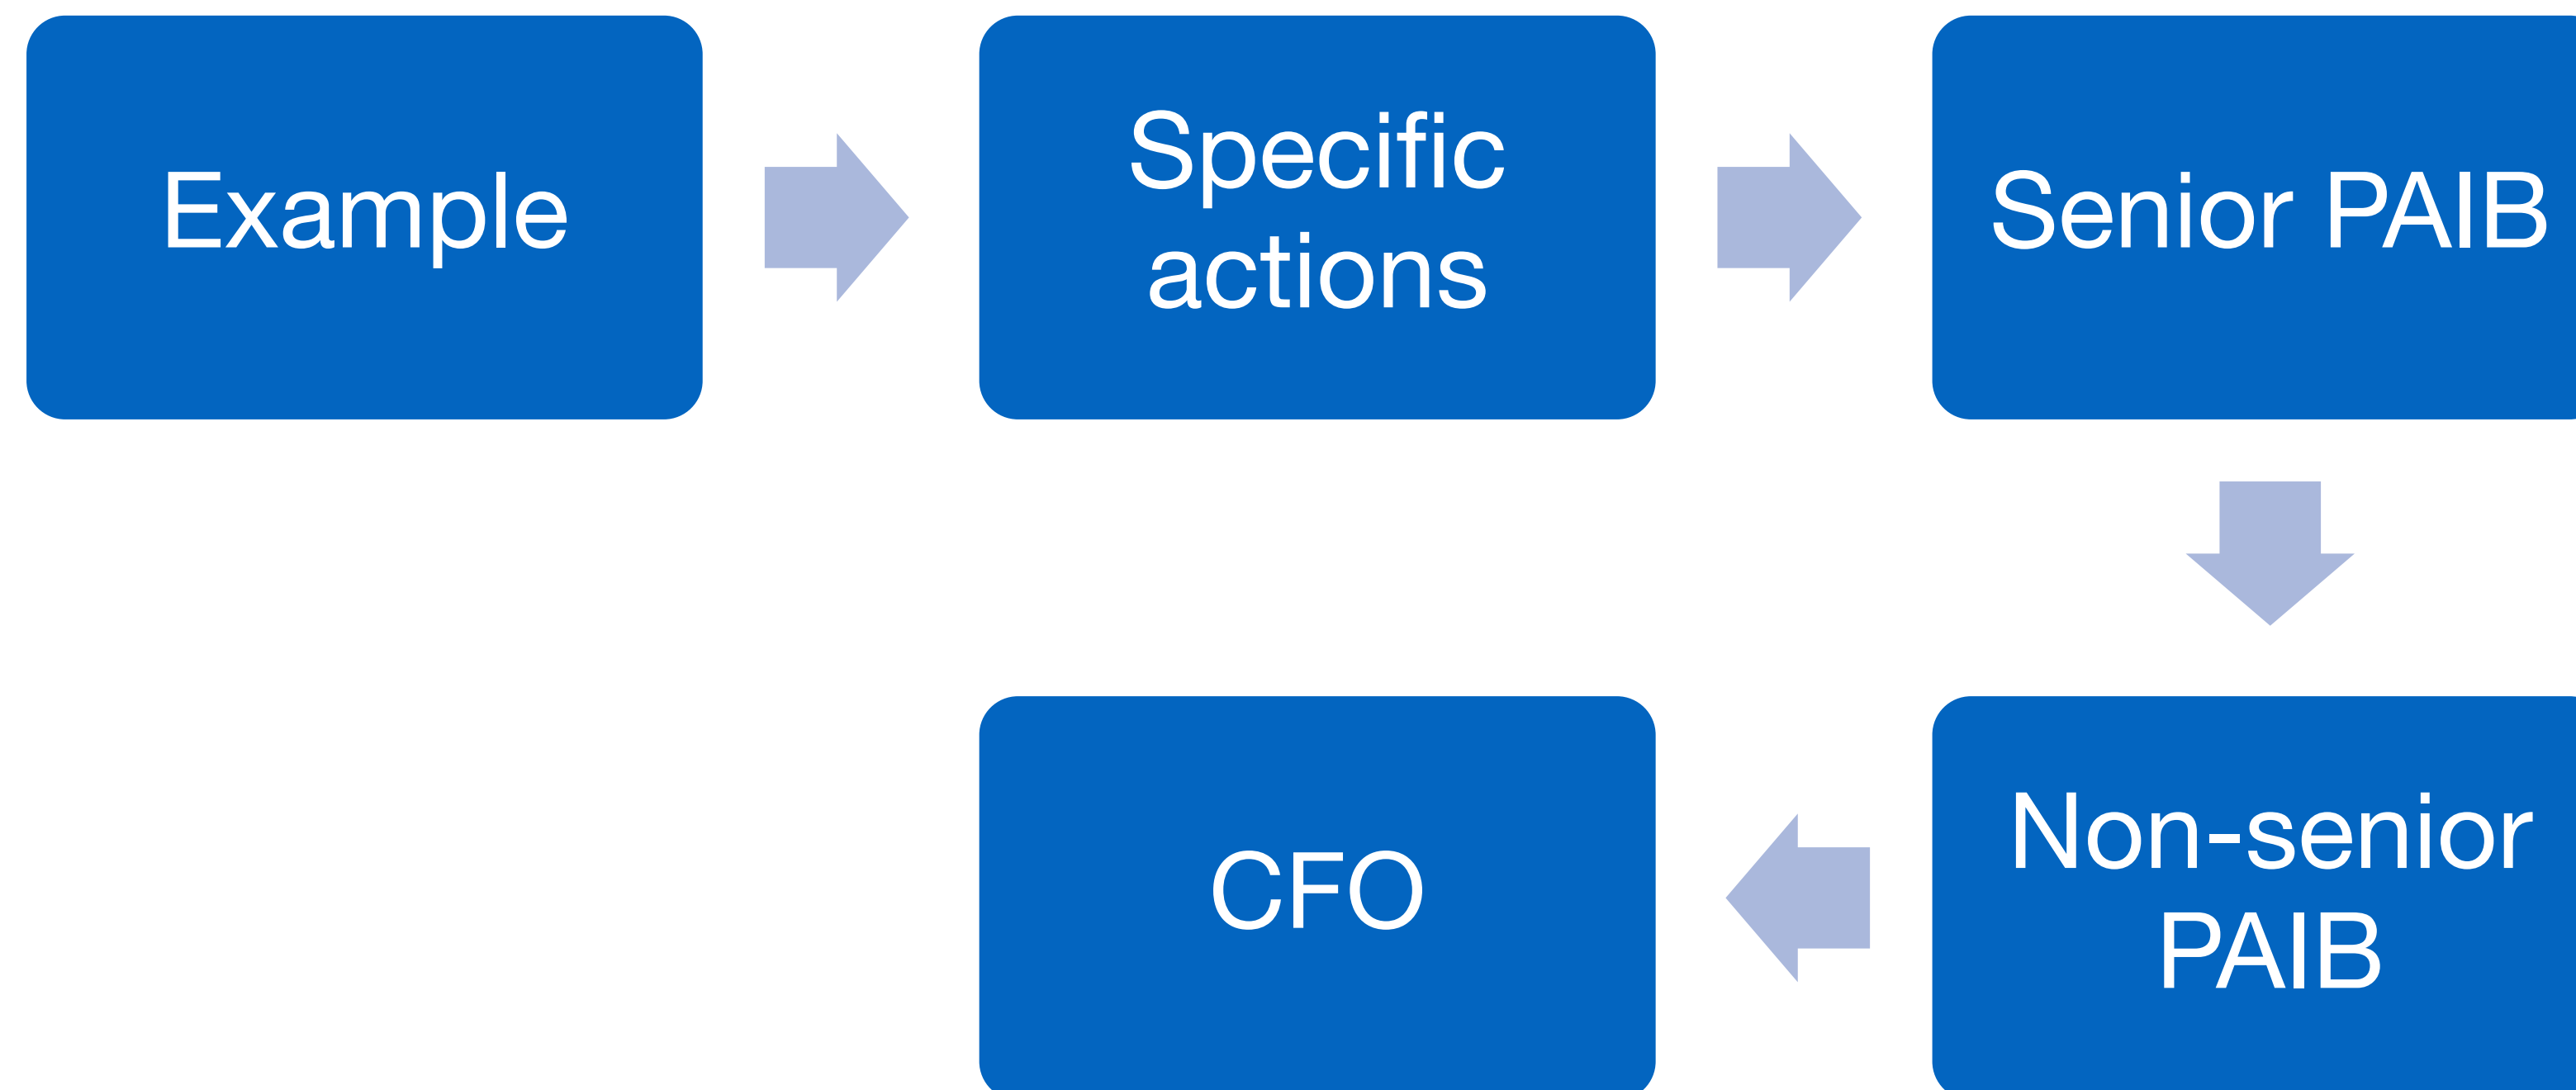 Example
Specific
actions
Senior PAIB
Non-senior
PAIB
CFO